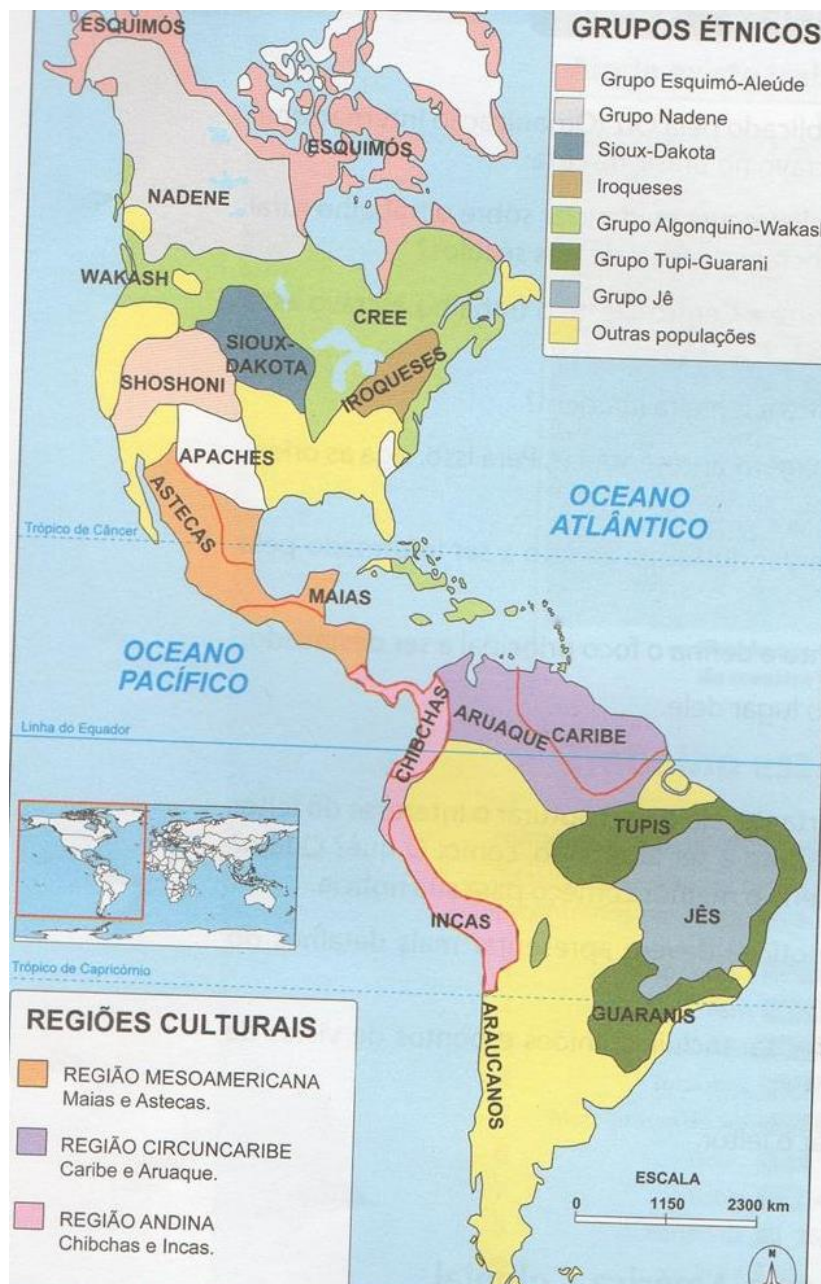 ESQUIMÓS
GRUPOS ÉTNICOS
Grupo Esquimó-Aleúde
Grupo Nadene
Sioux-Dakota
Iroqueses
Grupo Algonquino-Wakash
Grupo Tupi-Guarani
Grupo Jê
Outras populações
ESQUIMÓS
NADENE
WAKASH
CREE
SIOUX-
DAKOTA
IROQUESES
SHOSHONI
APACHES
ASTECAS
OCEANO
ATLÂNTICO
Trópico de Câncer
MAIAS
OCEANO
PACÍFICO
CHIBCHAS
ARUAQUE
CARIBE
Linha do Equador
TUPIS
JÊS
INCAS
Trópico de Capricórnio
GUARANIS
ARAUCANOS
REGIÕES CULTURAIS
REGIÃO MESOAMERICANA
Maias e Astecas.
REGIÃO CIRCUNCARIBE
Caribe e Aruaque.
REGIÃO ANDINA
Chibchas e Incas.
ESCALA
0 1150 2300 km
N